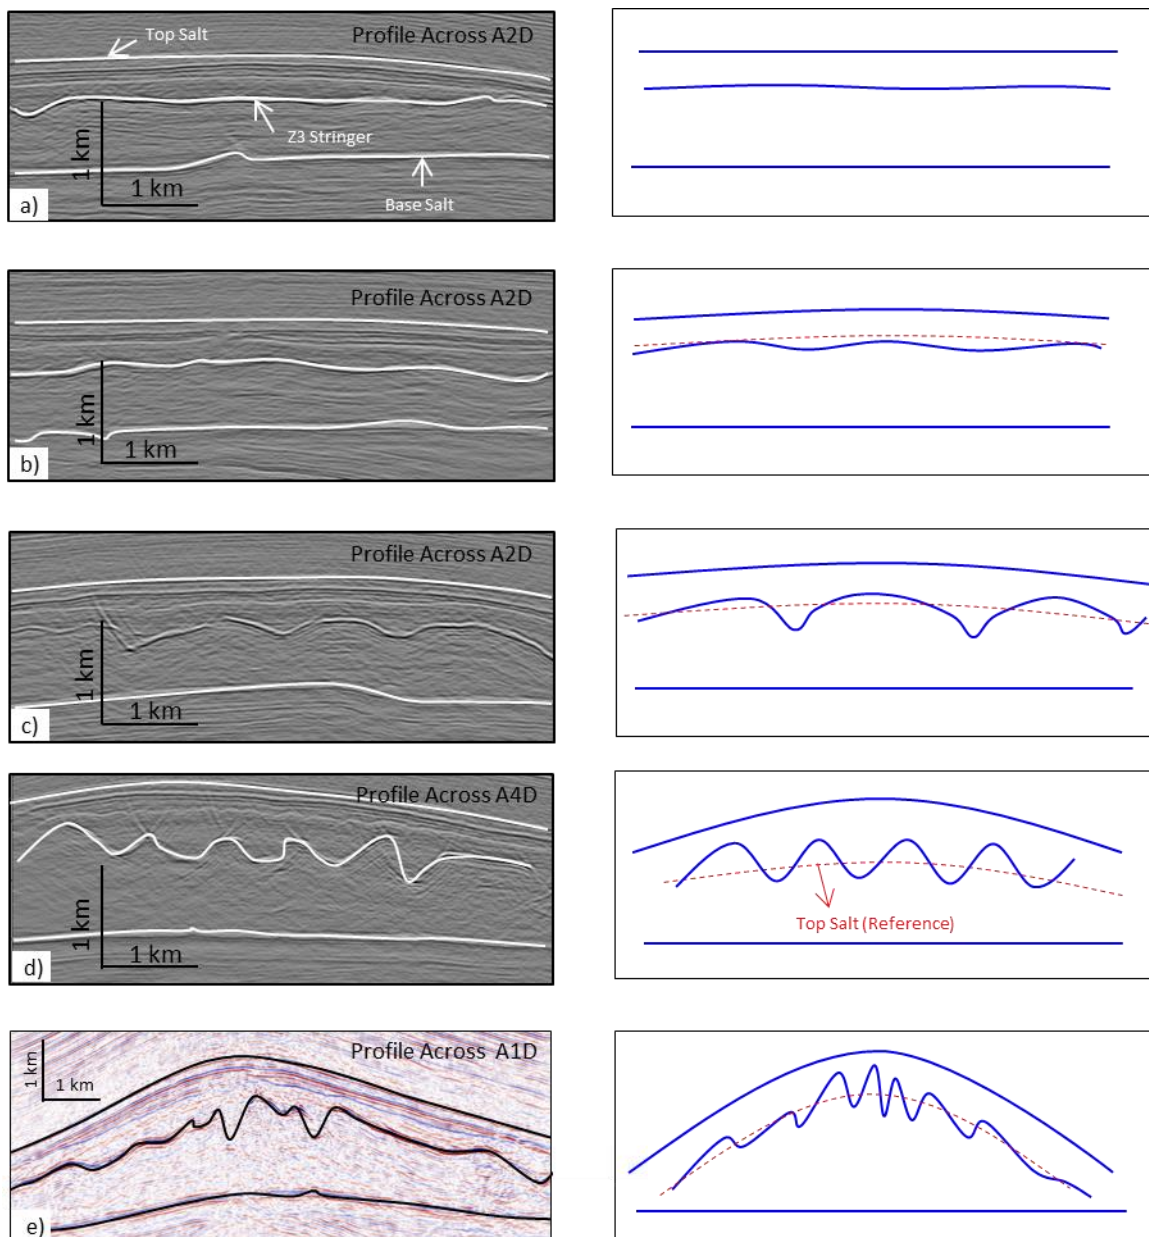 Top Salt
Profile Across A2D
Z3 Stringer
1 km
1 km
Base Salt
a)
Profile Across A2D
1 km
1 km
b)
Profile Across A2D
1 km
1 km
c)
Profile Across A4D
1 km
1 km
d)
Top Salt (Reference)
Profile Across A1D
1 km
1 km
e)